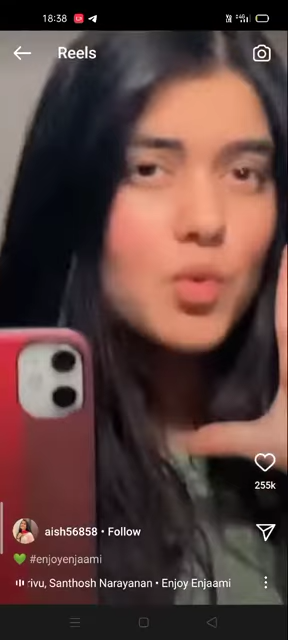 18:38
Reels
255k
aish56858 • Follow
💚 #enjoyenjaami
rivu, Santhosh Narayanan • Enjoy Enjaami